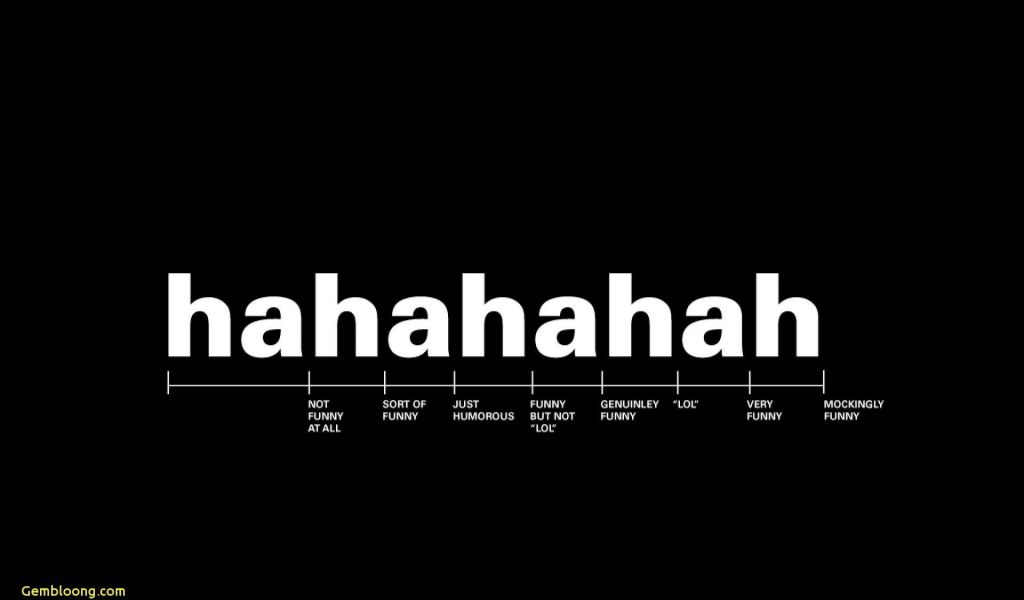 hahahahah
NOT
FUNNY
AT ALL
SORT OF
FUNNY
JUST
HUMOROUS
FUNNY
BUT NOT
"LOL"
GENUINLEY
FUNNY
"LOL"
VERY
FUNNY
MOCKINGLY
FUNNY
Gembloong.com